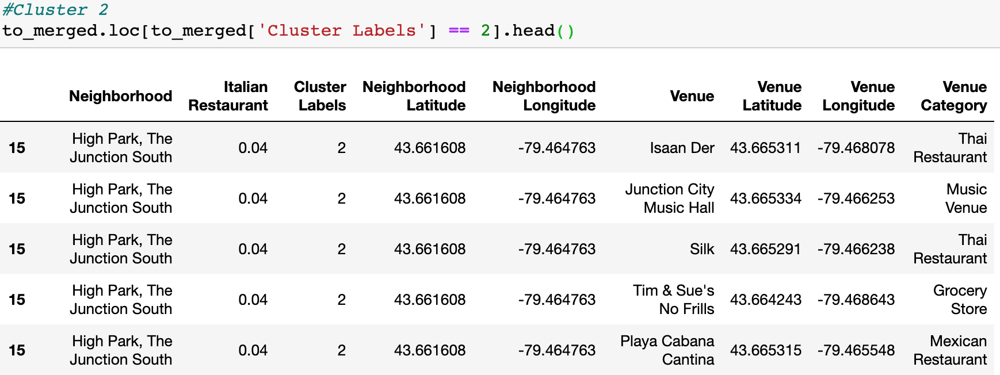 #Cluster 2
to_merged.loc[to_merged['Cluster Labels'] == 2].head()
Neighborhood Italian Restaurant Cluster Labels Neighborhood Latitude Neighborhood Longitude Venue Venue Latitude Venue Longitude Venue Category
15 High Park, The Junction South 0.04 2 43.661608 -79.464763 Isaan Der 43.665311 -79.468078 Thai Restaurant
15 High Park, The Junction South 0.04 2 43.661608 -79.464763 Junction City Music Hall 43.665334 -79.466253 Music Venue
15 High Park, The Junction South 0.04 2 43.661608 -79.464763 Silk 43.665291 -79.466238 Thai Restaurant
15 High Park, The Junction South 0.04 2 43.661608 -79.464763 Tim & Sue's No Frills 43.664243 -79.468643 Grocery Store
15 High Park, The Junction South 0.04 2 43.661608 -79.464763 Playa Cabana Cantina 43.665315 -79.465548 Mexican Restaurant